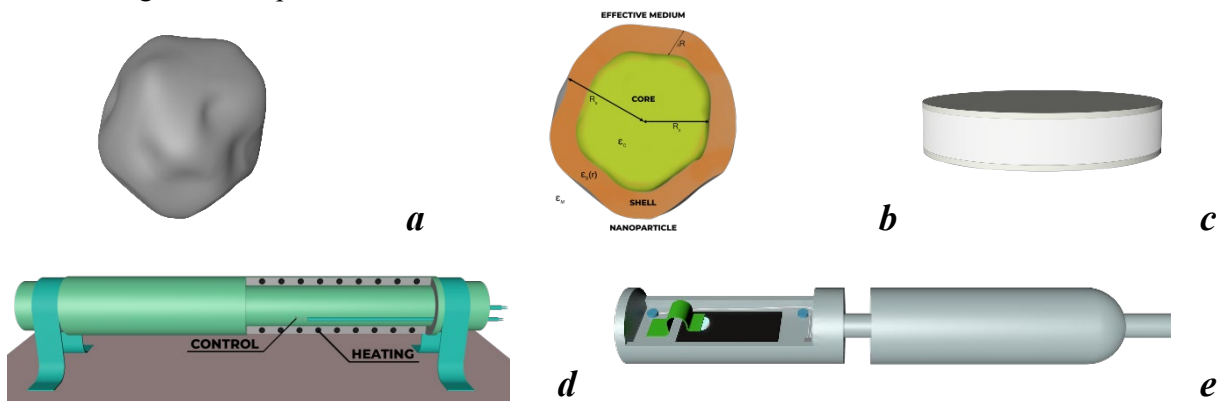 EFFECTIVE MEDIUM
R
CORE
ε
SHELL
ε
NANOPARTICLE
a
b
c
CONTROL
HEATING
d
e